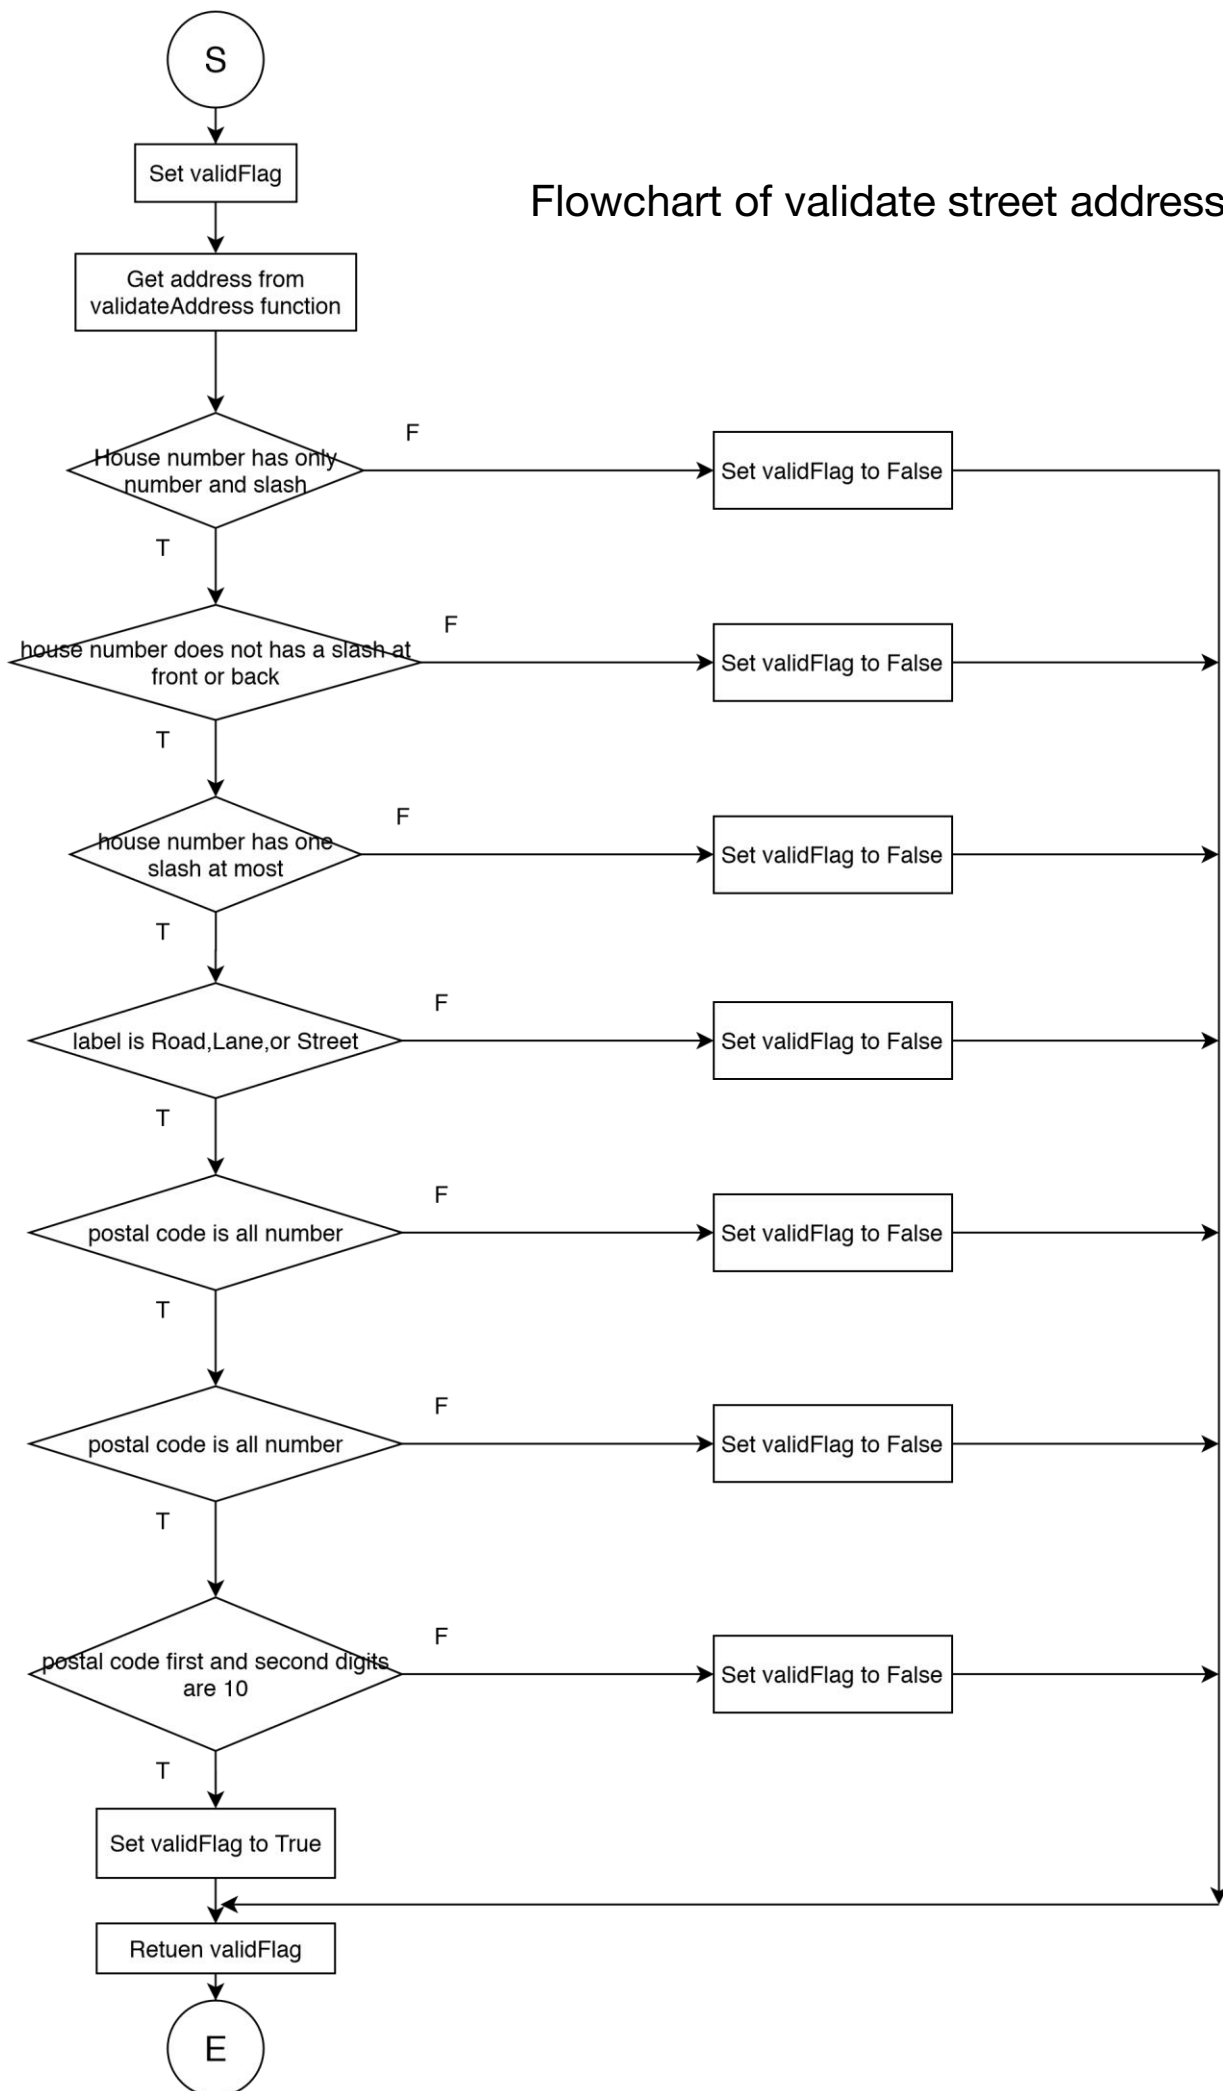 S
Set validFlag
Flowchart of validate street address
Get address from
validateAddress function
House number has only
number and slash
F
Set validFlag to False
T
house number does not has a slash at
front or back
F
Set validFlag to False
T
house number has one
slash at most
F
Set validFlag to False
T
label is Road,Lane,or Street
F
Set validFlag to False
T
postal code is all number
F
Set validFlag to False
T
postal code is all number
F
Set validFlag to False
T
postal code first and second digits
are 10
F
Set validFlag to False
T
Set validFlag to True
Retuen validFlag
E